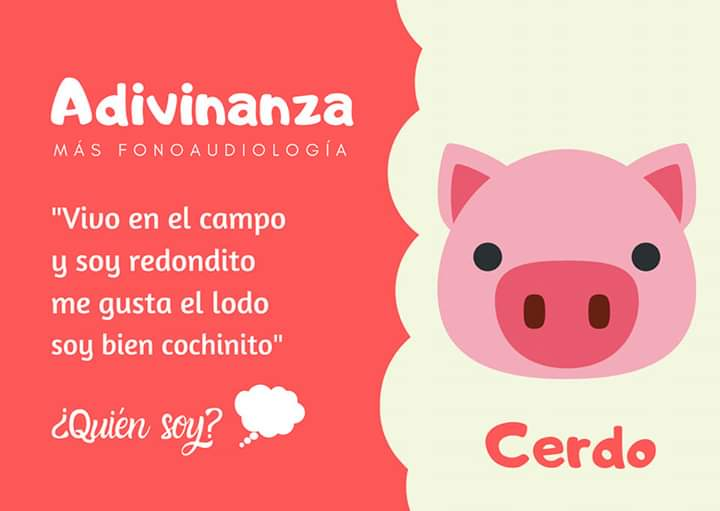 Adivinanza
MÁS FONOAUDIOLOGÍA
"Vivo en el campo
y soy redondito
me gusta el lodo
soy bien cochinito"
¿Quién soy?
Cerdo